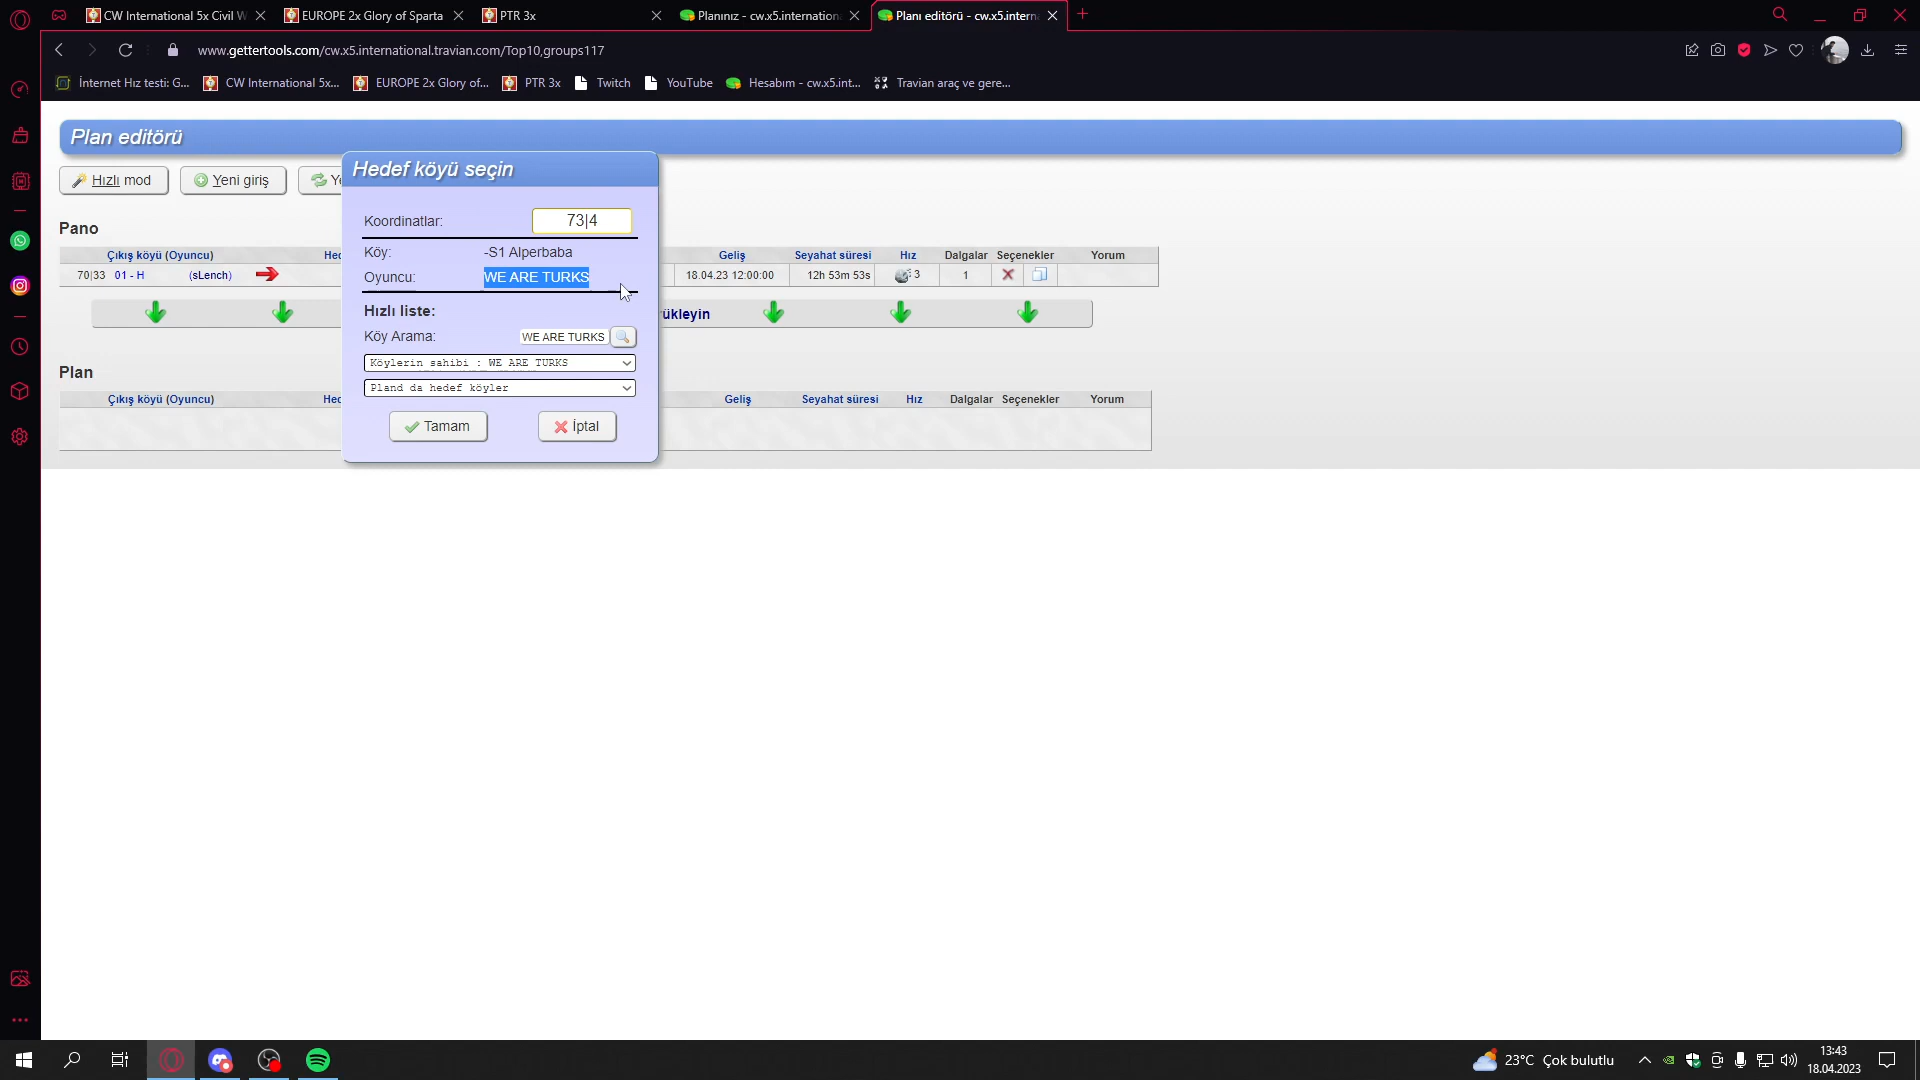 CW International 5x Civil W
EUROPE 2x Glory of Sparta
PTR 3x
Planınız - cw.x5.internation
Planı editörü - cw.x5.intern
www.gettertools.com/cw.x5.international.travian.com/Top10,groups117
İnternet Hız testi: G...
CW International 5x...
EUROPE 2x Glory of...
PTR 3x
Twitch
YouTube
Hesabım - cw.x5.int...
Travian araç ve gere...
Plan editörü
Hızlı mod
Yeni giriş
Ye
Hedef köyü seçin
Koordinatlar:
73|4
Köy:
-S1 Alperbaba
Oyuncu:
WE ARE TURKS
Hızlı liste:
Köy Arama:
WE ARE TURKS
Köylerin sahibi : WE ARE TURKS
Pland da hedef köyler
Tamam
İptal
Pano
Çıkış köyü (Oyuncu)
Hed
Geliş
Seyahat süresi
Hız
Dalgalar
Seçenekler
Yorum
70|33
01 - H
(sLench)
18.04.23 12:00:00
12h 53m 53s
3
1
ükleyin
Plan
Çıkış köyü (Oyuncu)
Hed
Geliş
Seyahat süresi
Hız
Dalgalar
Seçenekler
Yorum
23°C
Çok bulutlu
13:43
18.04.2023